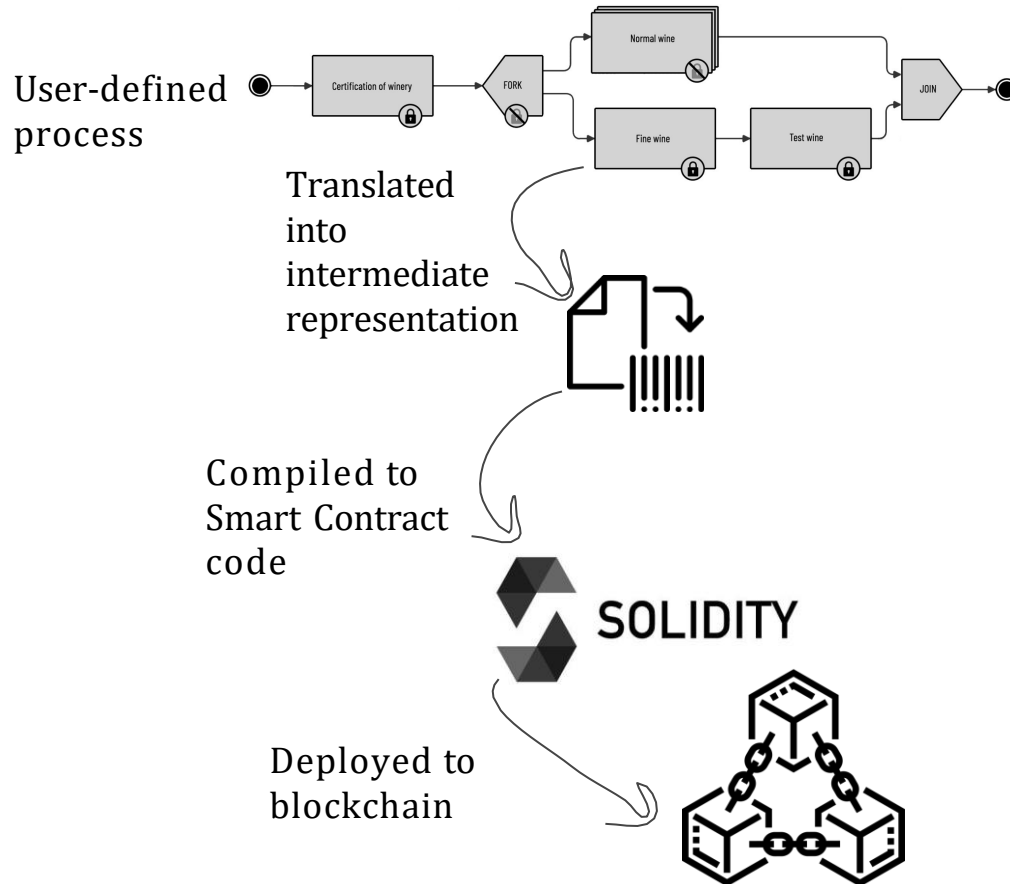 User-defined
process
Certification of winery
FORK
Normal wine
Fine wine
Test wine
JOIN
Translated
into
intermediate
representation
Compiled to
Smart Contract
code
SOLIDITY
Deployed to
blockchain